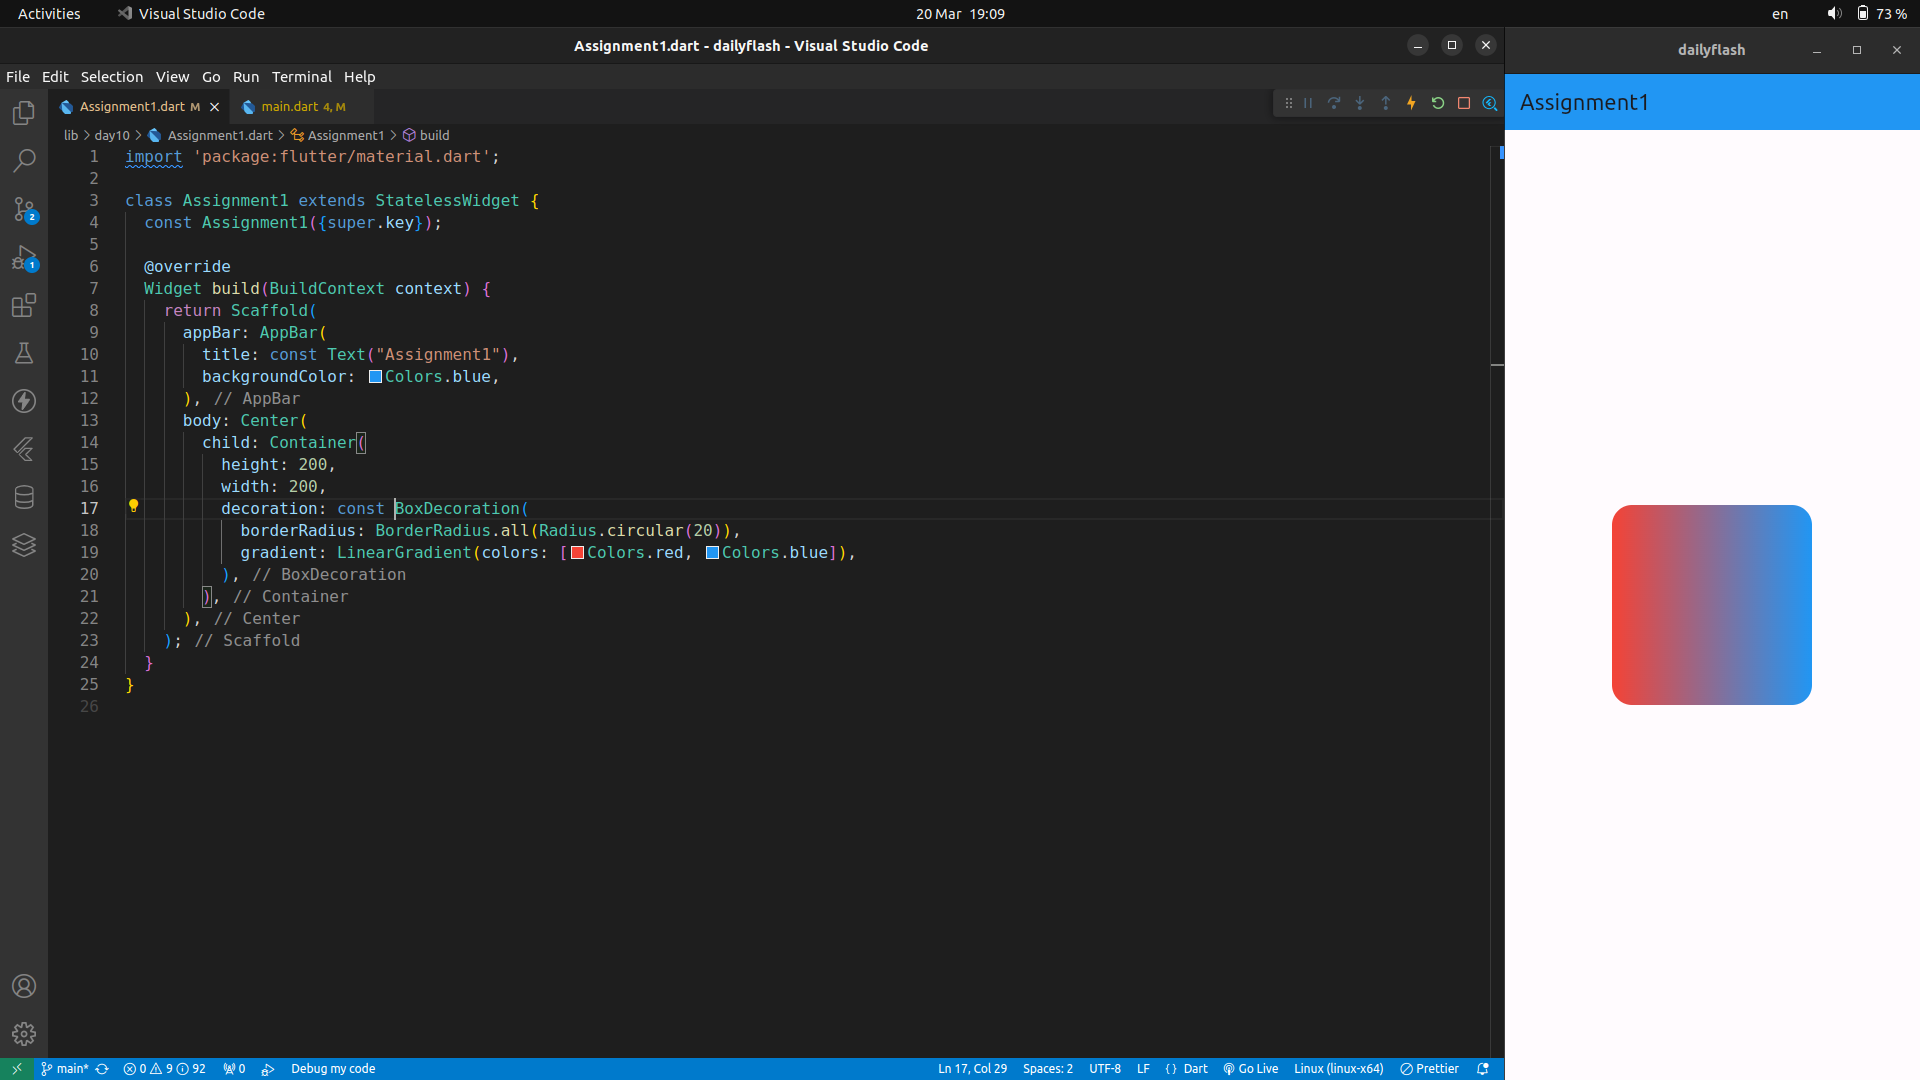 Activities Visual Studio Code 20 Mar 19:09 en 73 %
Assignment1.dart - dailyflash - Visual Studio Code
File Edit Selection View Go Run Terminal Help
Assignment1.dart M main.dart 4, M
lib day10 Assignment1.dart Assignment1 build
1 import 'package:flutter/material.dart';
2
3 class Assignment1 extends StatelessWidget {
4 const Assignment1({super.key});
5
6 @override
7 Widget build(BuildContext context) {
8 return Scaffold(
9 appBar: AppBar(
10 title: const Text("Assignment1"),
11 backgroundColor: Colors.blue,
12 ), // AppBar
13 body: Center(
14 child: Container(
15 height: 200,
16 width: 200,
17 decoration: const BoxDecoration(
18 borderRadius: BorderRadius.all(Radius.circular(20)),
19 gradient: LinearGradient(colors: [Colors.red, Colors.blue]),
20 ), // BoxDecoration
21 ), // Container
22 ), // Center
23 ); // Scaffold
24 }
25 }
26
2
1
main* 0 9 92 0 Debug my code Ln 17, Col 29 Spaces: 2 UTF-8 LF {} Dart Go Live Linux (linux-x64) Prettier
dailyflash
Assignment1